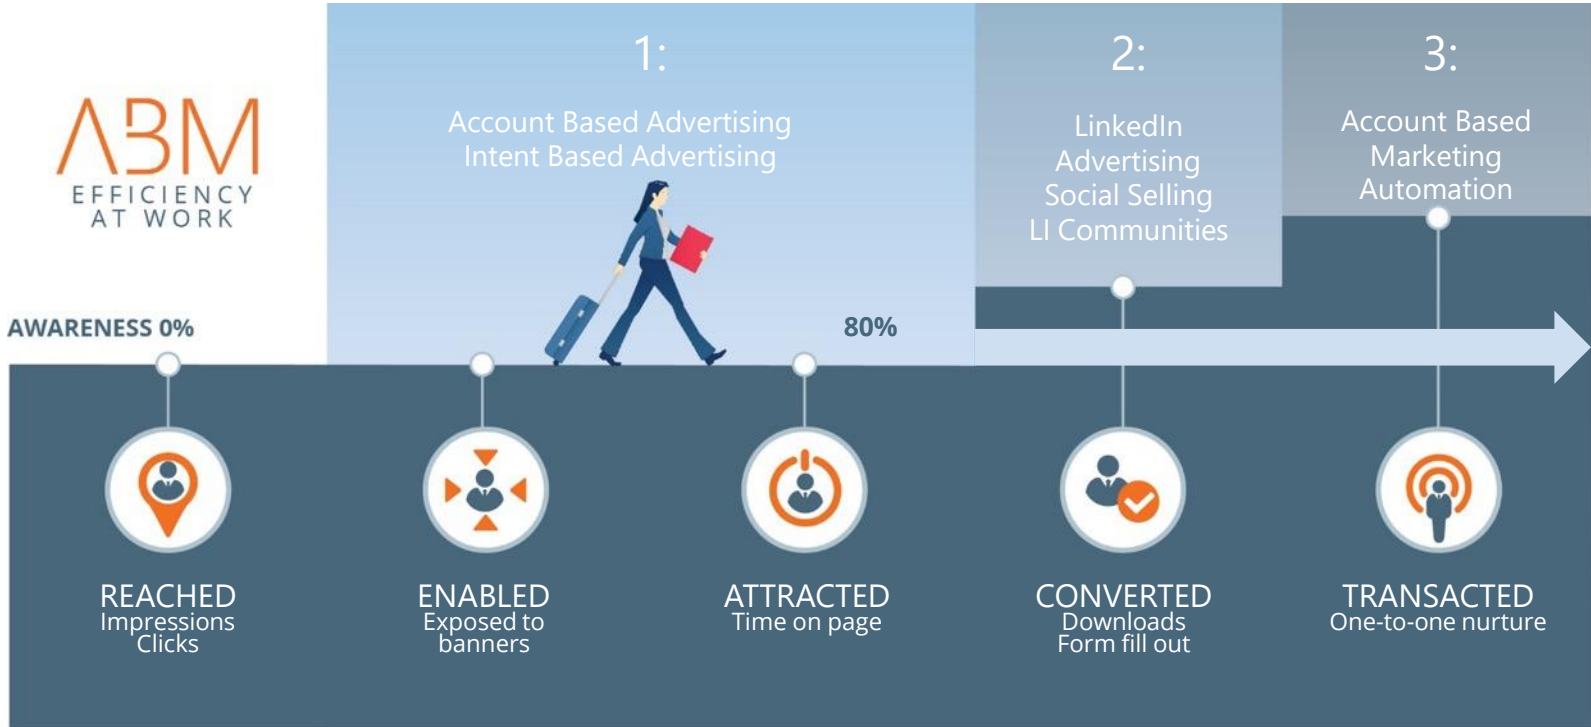 ABM
EFFICIENCY
AT WORK
1:
Account Based Advertising
Intent Based Advertising
2:
LinkedIn
Advertising
Social Selling
LI Communities
3:
Account Based
Marketing
Automation
AWARENESS 0%
80%
REACHED
Impressions
Clicks
ENABLED
Exposed to
banners
ATTRACTED
Time on page
CONVERTED
Downloads
Form fill out
TRANSACTED
One-to-one nurture